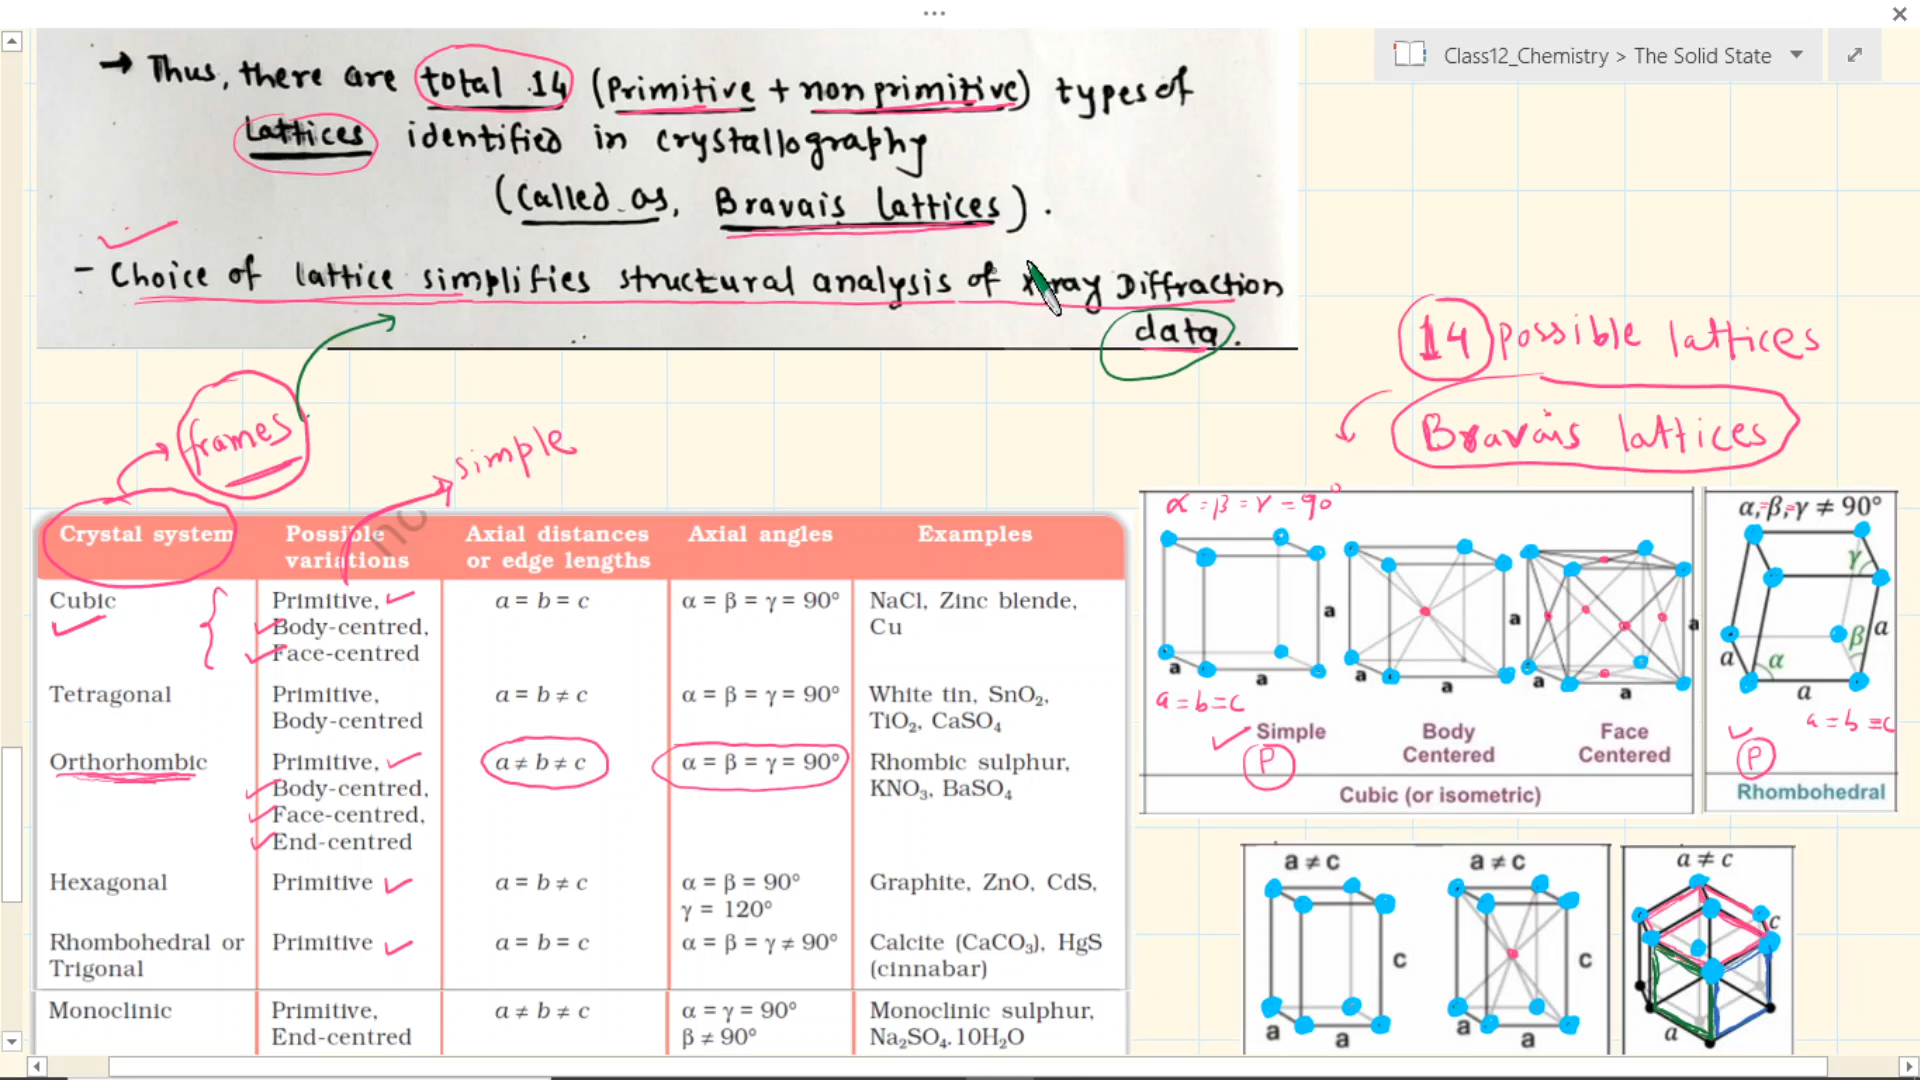 Class12_Chemistry > The Solid State
→ Thus, there are total 14 (Primitive + nonprimitive) types of
Lattices identified in crystallography
(called as, Bravais lattices).
- Choice of lattice simplifies structural analysis of X-ray Diffraction
data.
14 possible lattices
Bravais lattices
frames
simple
Crystal system
Possible variations
Axial distances or edge lengths
Axial angles
Examples
Cubic
Primitive,
Body-centred,
Face-centred
a = b = c
α = β = γ = 90°
NaCl, Zinc blende,
Cu
Tetragonal
Primitive,
Body-centred
a = b ≠ c
α = β = γ = 90°
White tin, SnO₂,
TiO₂, CaSO₄
Orthorhombic
Primitive,
Body-centred,
Face-centred,
End-centred
a ≠ b ≠ c
α = β = γ = 90°
Rhombic sulphur,
KNO₃, BaSO₄
Hexagonal
Primitive
a = b ≠ c
α = β = 90°
γ = 120°
Graphite, ZnO, CdS,
Rhombohedral or
Trigonal
Primitive
a = b = c
α = β = γ ≠ 90°
Calcite (CaCO₃), HgS
(cinnabar)
Monoclinic
Primitive,
End-centred
a ≠ b ≠ c
α = γ = 90°
β ≠ 90°
Monoclinic sulphur,
Na₂SO₄.10H₂O
α = β = γ = 90°
a
a
a
a
a
a
a
a
a
a = b = c
Simple
P
Body
Centered
Face
Centered
Cubic (or isometric)
α,=β,=γ ≠ 90°
γ
β
a
a
α
a
a = b = c
P
Rhombohedral
a ≠ c
c
a
a
a ≠ c
c
a
a
a ≠ c
c
a